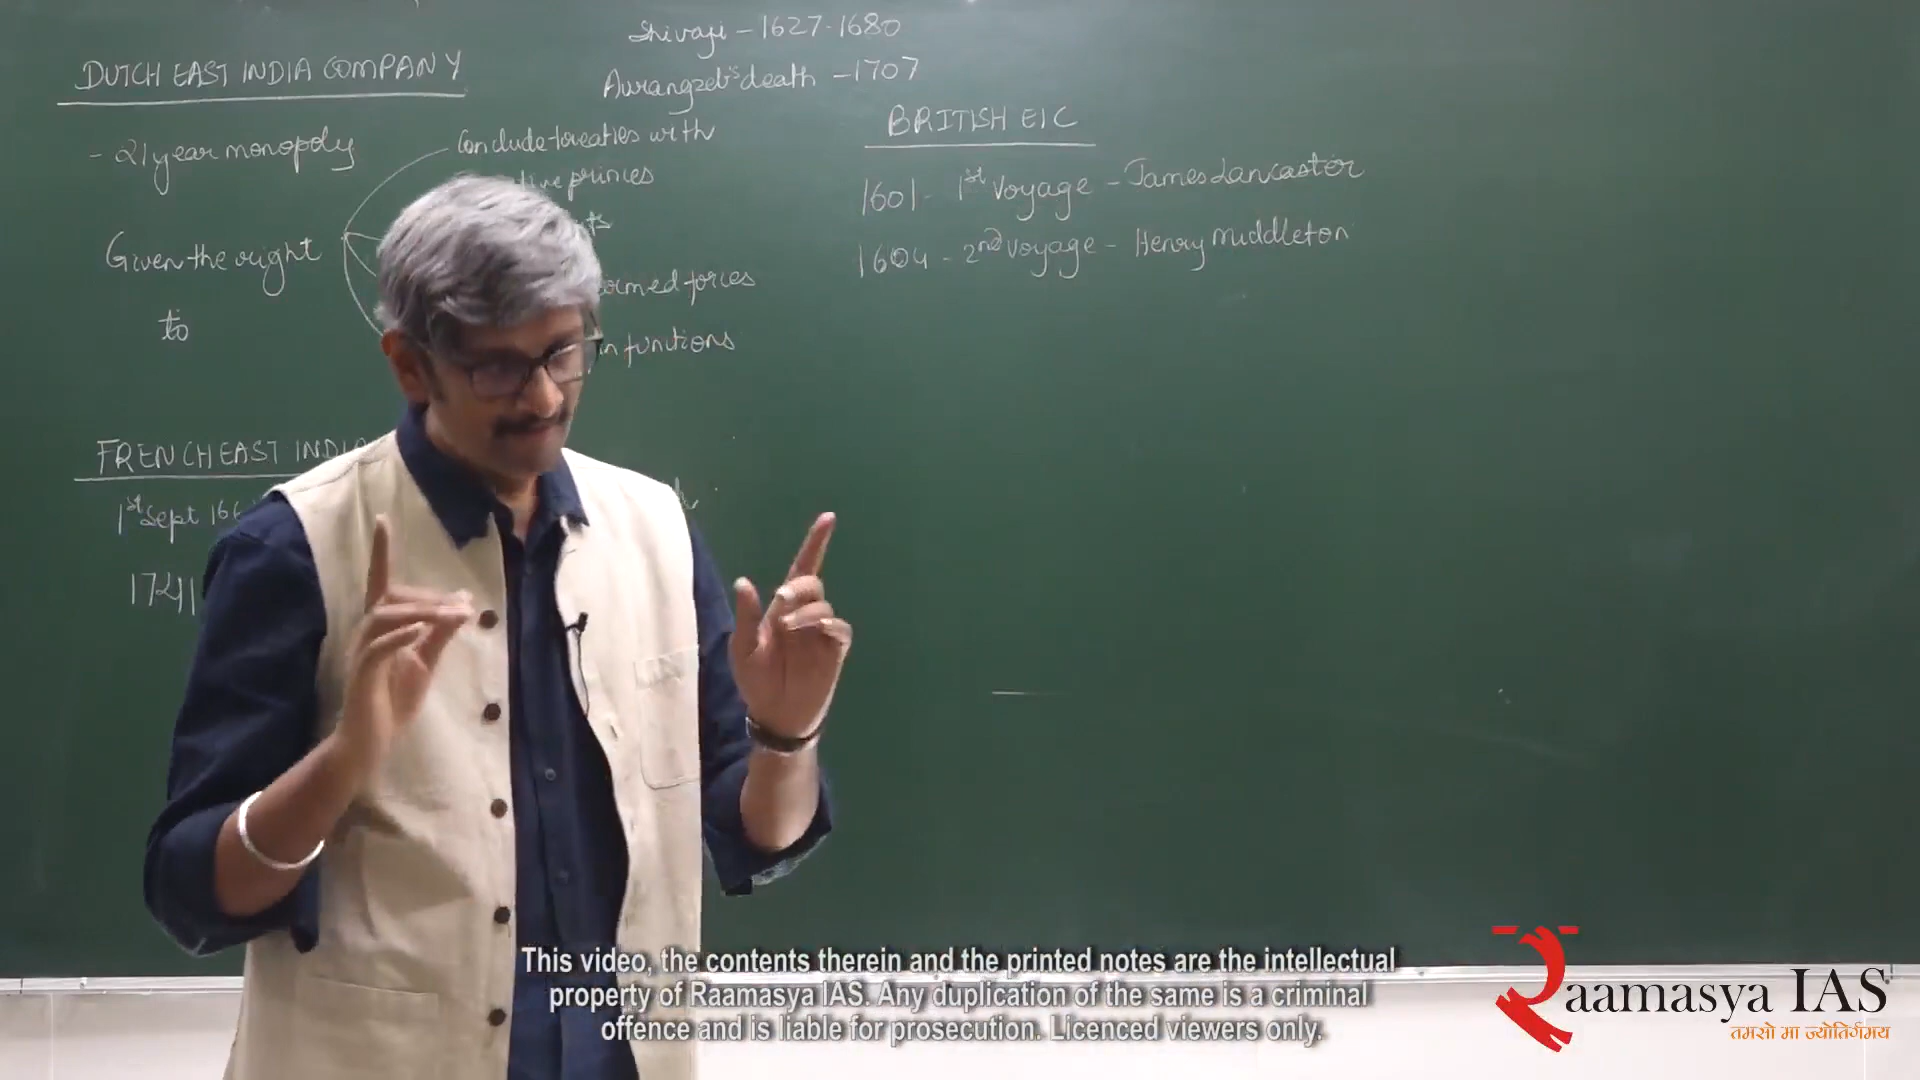 Shivaji – 1627-1680
Aurangzeb's death – 1707
DUTCH EAST INDIA COMPANY
- 21 year monopoly
Conclude treaties with
princes
Given the right
to
armed forces
functions
FRENCH EAST
1st Sept
BRITISH EIC
1601 - 1st Voyage - James Lancaster
1604 - 2nd Voyage - Henry Middleton
This video, the contents therein and the printed notes are the intellectual
property of Raamasya IAS. Any duplication of the same is a criminal
offence and is liable for prosecution. Licenced viewers only.
Raamasya IAS
तमसो मा ज्योतिर्गमय